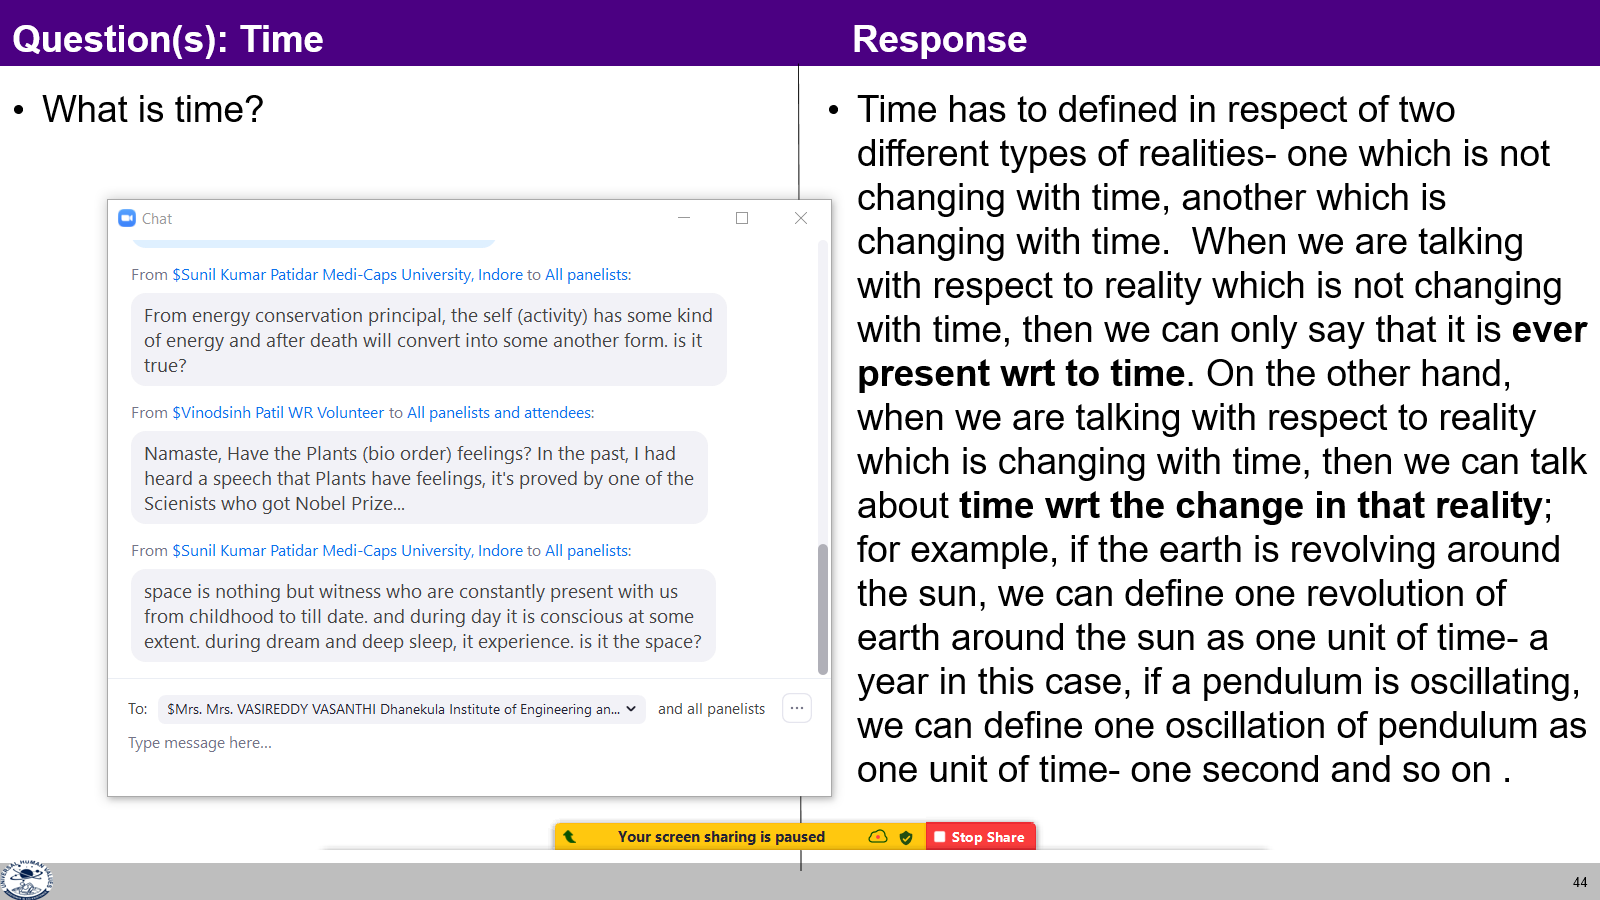 Question(s): Time
Response
• What is time?
Chat
From $Sunil Kumar Patidar Medi-Caps University, Indore to All panelists:
From energy conservation principal, the self (activity) has some kind
of energy and after death will convert into some another form. is it
true?
From $Vinodsinh Patil WR Volunteer to All panelists and attendees:
Namaste, Have the Plants (bio order) feelings? In the past, I had
heard a speech that Plants have feelings, it's proved by one of the
Scienists who got Nobel Prize...
From $Sunil Kumar Patidar Medi-Caps University, Indore to All panelists:
space is nothing but witness who are constantly present with us
from childhood to till date. and during day it is conscious at some
extent. during dream and deep sleep, it experience. is it the space?
To: $Mrs. Mrs. VASIREDDY VASANTHI Dhanekula Institute of Engineering an... and all panelists ...
Type message here...
• Time has to defined in respect of two
different types of realities- one which is not
changing with time, another which is
changing with time.  When we are talking
with respect to reality which is not changing
with time, then we can only say that it is ever
present wrt to time. On the other hand,
when we are talking with respect to reality
which is changing with time, then we can talk
about time wrt the change in that reality;
for example, if the earth is revolving around
the sun, we can define one revolution of
earth around the sun as one unit of time- a
year in this case, if a pendulum is oscillating,
we can define one oscillation of pendulum as
one unit of time- one second and so on .
Your screen sharing is paused
Stop Share
UNIVERSAL HUMAN VALUES
44